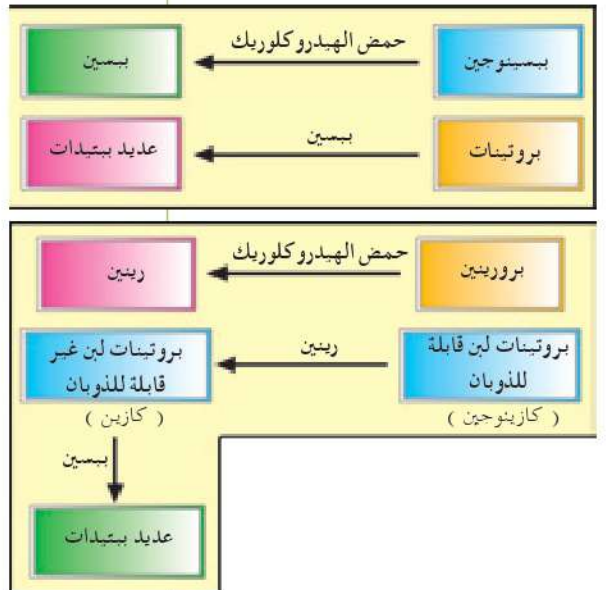 ببسينوجين
حمض الهيدروكلوريك
ببسين
بروتينات
ببسين
عديد ببتيدات
برورينين
حمض الهيدروكلوريك
رينين
بروتينات لبن قابلة
للذوبان
( كازينوجين )
رينين
بروتينات لبن غير
قابلة للذوبان
( كازين )
ببسين
عديد ببتيدات